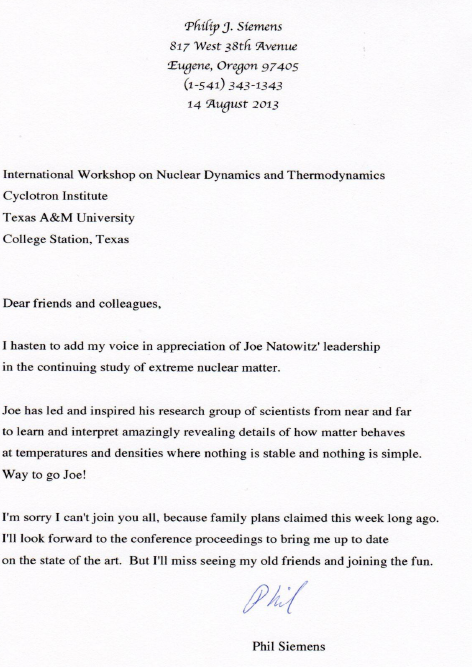 Philip J. Siemens
817 West 38th Avenue
Eugene, Oregon 97405
(1-541) 343-1343
14 August 2013
International Workshop on Nuclear Dynamics and Thermodynamics
Cyclotron Institute
Texas A&M University
College Station, Texas
Dear friends and colleagues,
I hasten to add my voice in appreciation of Joe Natowitz' leadership
in the continuing study of extreme nuclear matter.
Joe has led and inspired his research group of scientists from near and far
to learn and interpret amazingly revealing details of how matter behaves
at temperatures and densities where nothing is stable and nothing is simple.
Way to go Joe!
I'm sorry I can't join you all, because family plans claimed this week long ago.
I'll look forward to the conference proceedings to bring me up to date
on the state of the art.  But I'll miss seeing my old friends and joining the fun.
Phil
Phil Siemens